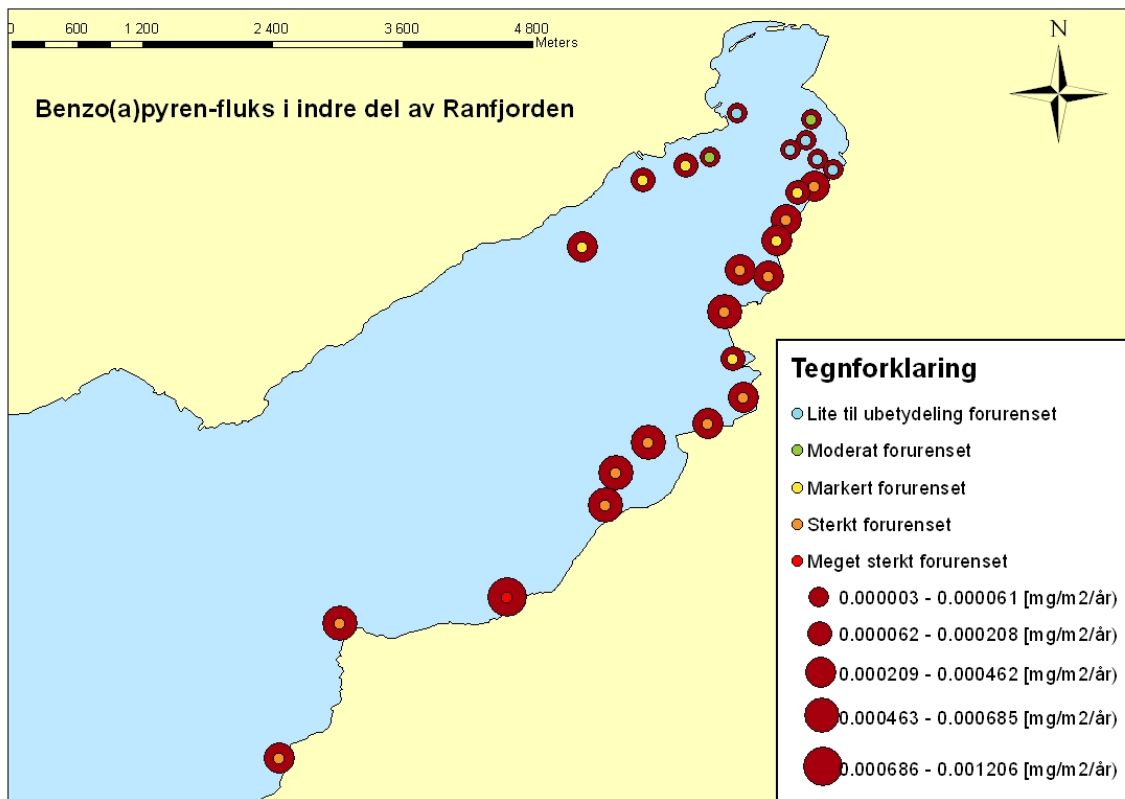 0 600 1 200 2 400 3 600 4 800
Meters
N
Benzo(a)pyren-fluks i indre del av Ranfjorden
Tegnforklaring
Lite til ubetydeling forurenset
Moderat forurenset
Markert forurenset
Sterkt forurenset
Meget sterkt forurenset
0.000003 - 0.000061 [mg/m2/år)
0.000062 - 0.000208 [mg/m2/år)
0.000209 - 0.000462 [mg/m2/år)
0.000463 - 0.000685 [mg/m2/år)
0.000686 - 0.001206 [mg/m2/år)